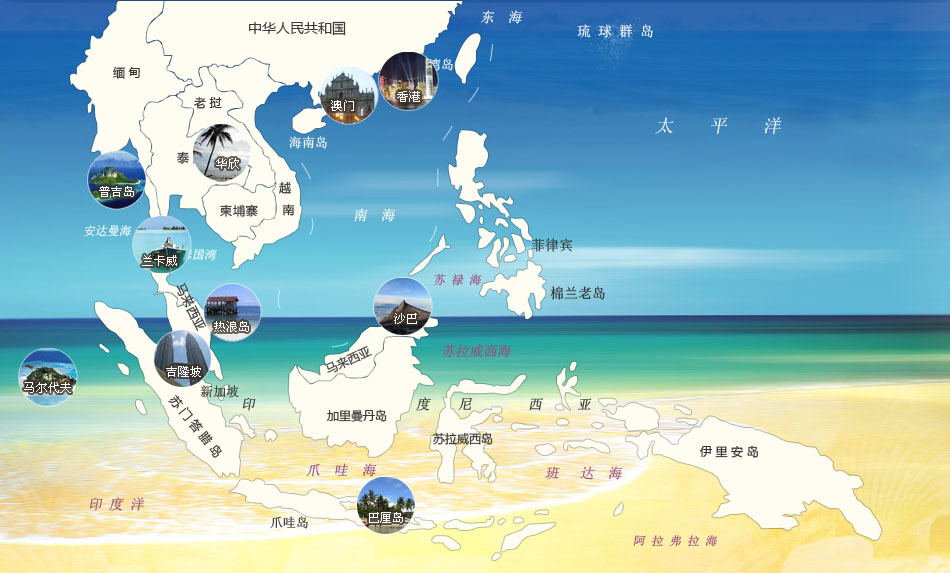 东海
中华人民共和国
琉球群岛
缅甸
湾岛
香港
澳门
老挝
太平洋
海南岛
泰
华欣
普吉岛
越
南
柬埔寨
南海
安达曼海
国湾
兰卡威
菲律宾
苏禄海
棉兰老岛
马来西亚
热浪岛
沙巴
苏拉威西海
马来西亚
吉隆坡
马尔代夫
新加坡
印
度
尼
西
亚
苏门答腊岛
加里曼丹岛
苏拉威西岛
伊里安岛
爪哇海
班达海
印度洋
巴厘岛
爪哇岛
阿拉弗拉海